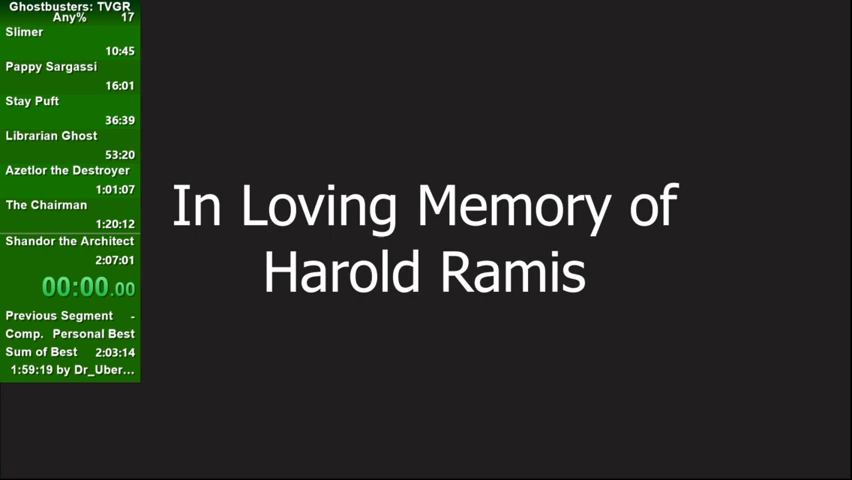 Ghostbusters: TVGR
Any% 17
Slimer
10:45
Pappy Sargassi
16:01
Stay Puft
36:39
Librarian Ghost
53:20
Azetlor the Destroyer
1:01:07
The Chairman
1:20:12
Shandor the Architect
2:07:01
00:00.00
Previous Segment -
Comp. Personal Best
Sum of Best 2:03:14
1:59:19 by Dr_Uber...
In Loving Memory of
Harold Ramis